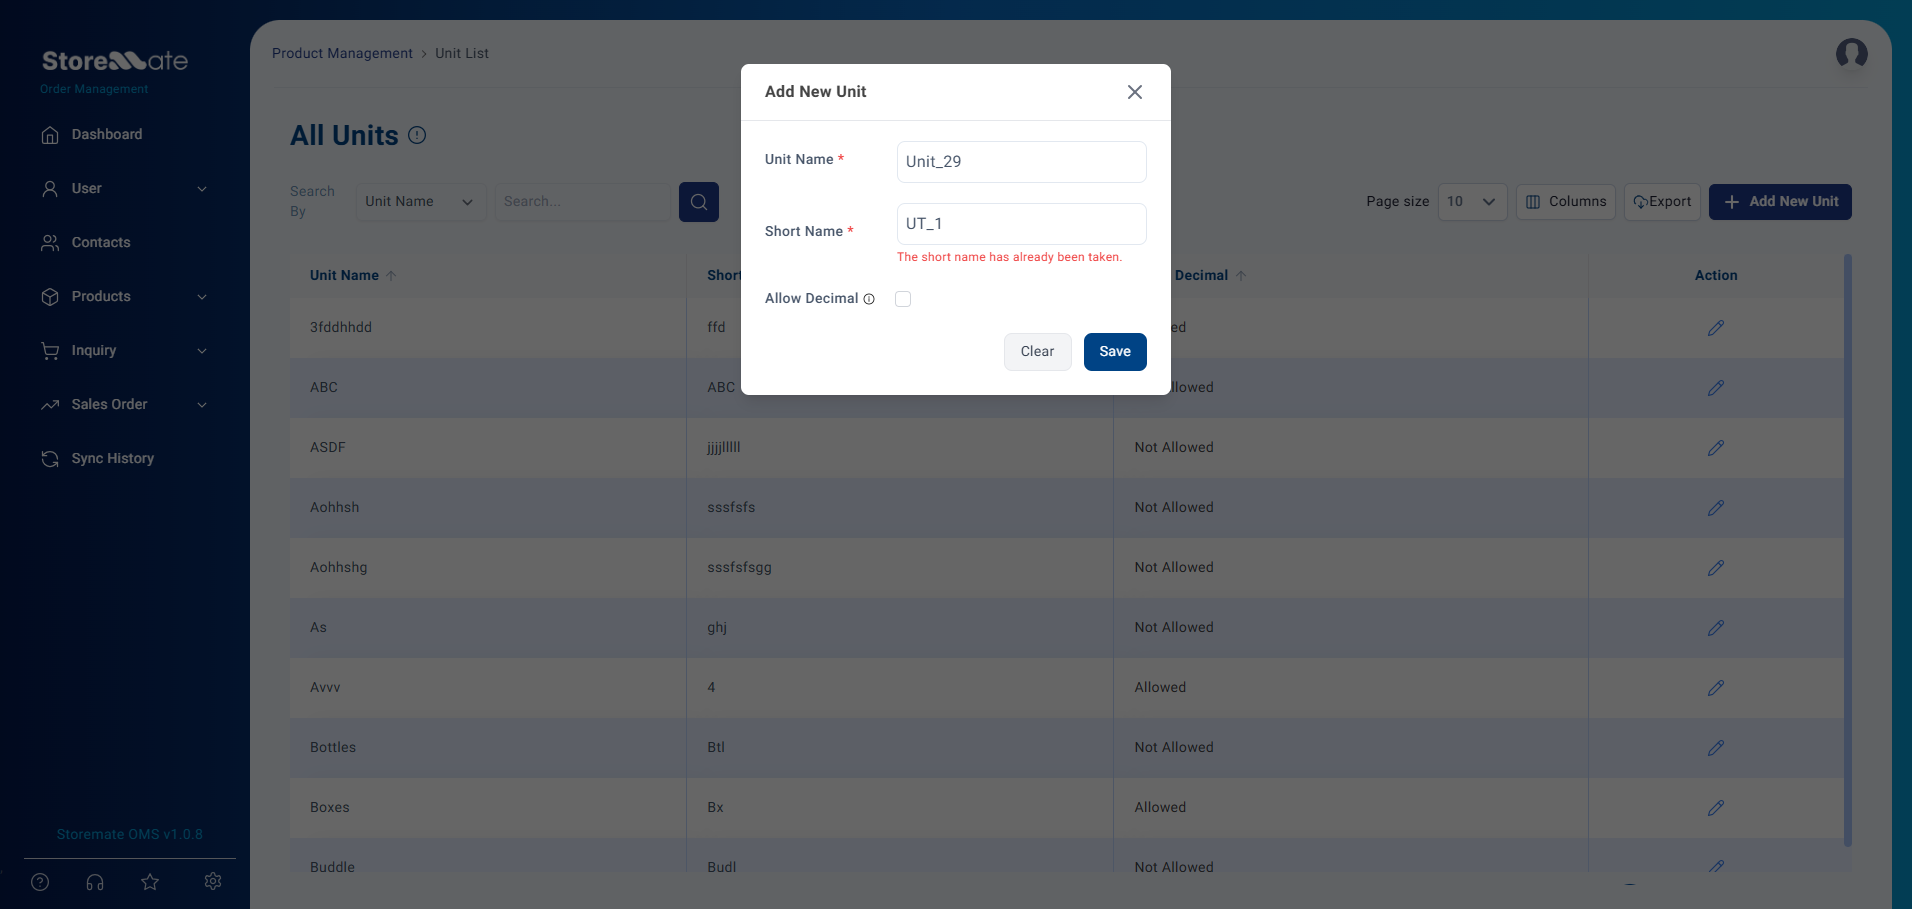 StoreMate
Order Management
Dashboard
User
Contacts
Products
Inquiry
Sales Order
Sync History
Storemate OMS v1.0.8
Product Management > Unit List
All Units
Search By
Unit Name
Search...
Page size
10
Columns
Export
Add New Unit
Unit Name Short Decimal Action
3fddhhdd ffd ed
ABC ABC llowed
ASDF jjjjlllll Not Allowed
Aohhsh sssfsfs Not Allowed
Aohhshg sssfsfsgg Not Allowed
As ghj Not Allowed
Avvv 4 Allowed
Bottles Btl Not Allowed
Boxes Bx Allowed
Buddle Budl Not Allowed
Add New Unit
Unit Name *
Unit_29
Short Name *
UT_1
The short name has already been taken.
Allow Decimal
Clear
Save